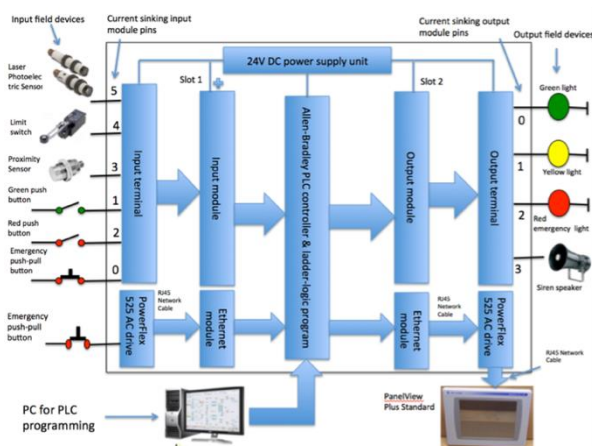 Input field devices
Current sinking input
module pins
Current sinking output
module pins
Output field devices
24V DC power supply unit
Laser
Photoelec
tric Sensor
Slot 1
Slot 2
Green light
5
0
Limit
switch
4
Proximity
Sensor
3
1
Yellow light
Green push
button
1
Red push
button
2
2
Red emergency light
Emergency
push-pull
button
0
3
Siren speaker
Input terminal
Input module
Allen-Bradley PLC controller & ladder-logic program
Output module
Output terminal
Emergency
push-pull
button
PowerFlex
525 AC drive
RJ45
Network
Cable
Ethernet
module
Ethernet
module
RJ45
Network
Cable
PowerFlex
525 AC drive
RJ45 Network
Cable
PC for PLC
programming
PanelView
Plus Standard